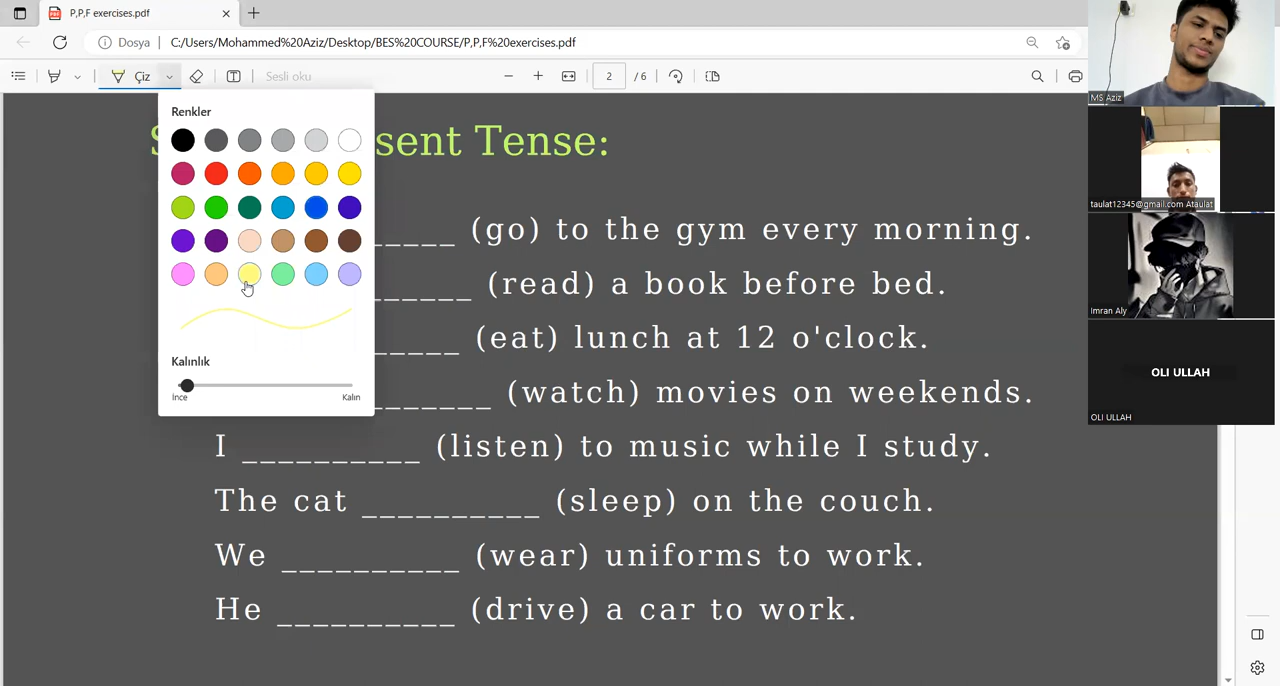 P,P,F exercises.pdf
Dosya
C:/Users/Mohammed%20Aziz/Desktop/BES%20COURSE/P,P,F%20exercises.pdf
Çiz
Sesli oku
2 / 6
Renkler
Kalınlık
İnce
Kalın
S
sent Tense:
_____ (go) to the gym every morning.
______ (read) a book before bed.
_____ (eat) lunch at 12 o'clock.
_______ (watch) movies on weekends.
I __________ (listen) to music while I study.
The cat __________ (sleep) on the couch.
We __________ (wear) uniforms to work.
He __________ (drive) a car to work.
MS Aziz
taulat12345@gmail.com Ataulat
Imran Aly
OLI ULLAH
OLI ULLAH